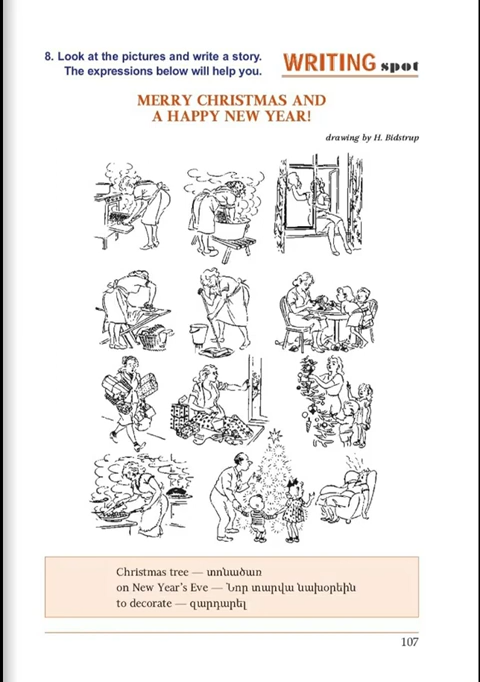 8. Look at the pictures and write a story.
The expressions below will help you.
WRITING spot
MERRY CHRISTMAS AND
A HAPPY NEW YEAR!
drawing by H. Bidstrup
Christmas tree — տոնածառ
on New Year's Eve — Նոր տարվա նախօրեին
to decorate — զարդարել
107